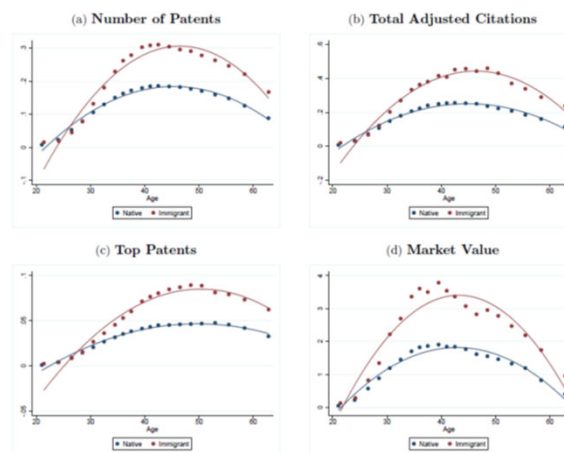 (a) Number of Patents
.3
.2
.1
0
-.1
20 30 40 50 60
Age
Native Immigrant
(b) Total Adjusted Citations
.6
.4
.2
0
-.2
20 30 40 50 60
Age
Native Immigrant
(c) Top Patents
.1
.05
0
-.05
20 30 40 50 60
Age
Native Immigrant
(d) Market Value
4
3
2
1
0
20 30 40 50 60
Age
Native Immigrant